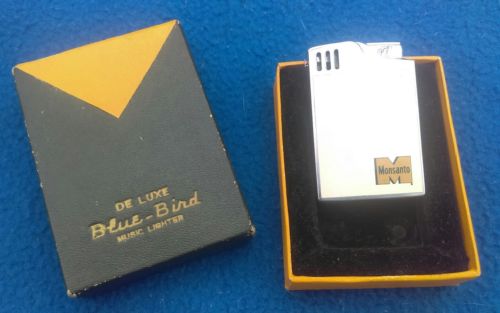 DE LUXE
Blue-Bird
MUSIC LIGHTER
Monsanto